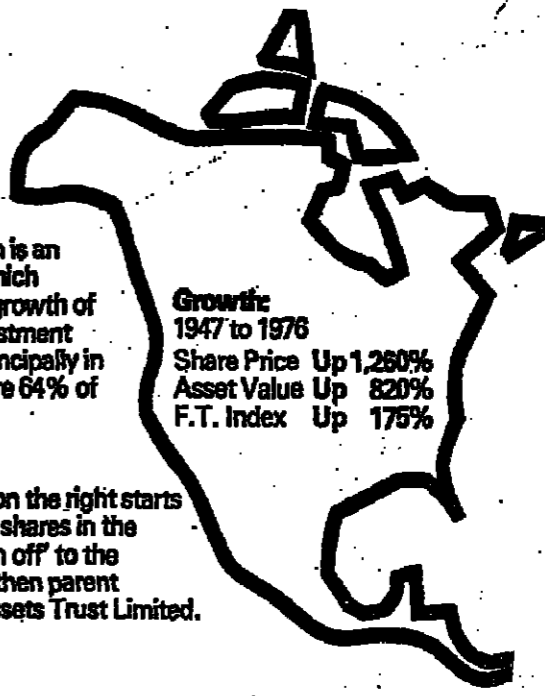 n is an
hich
growth of
stment
ncipally in
re 64% of
Growth:
1947 to 1976
Share Price Up 1,260%
Asset Value Up 820%
F.T. Index Up 175%
on the right starts
shares in the
n off' to the
then parent
ssets Trust Limited.